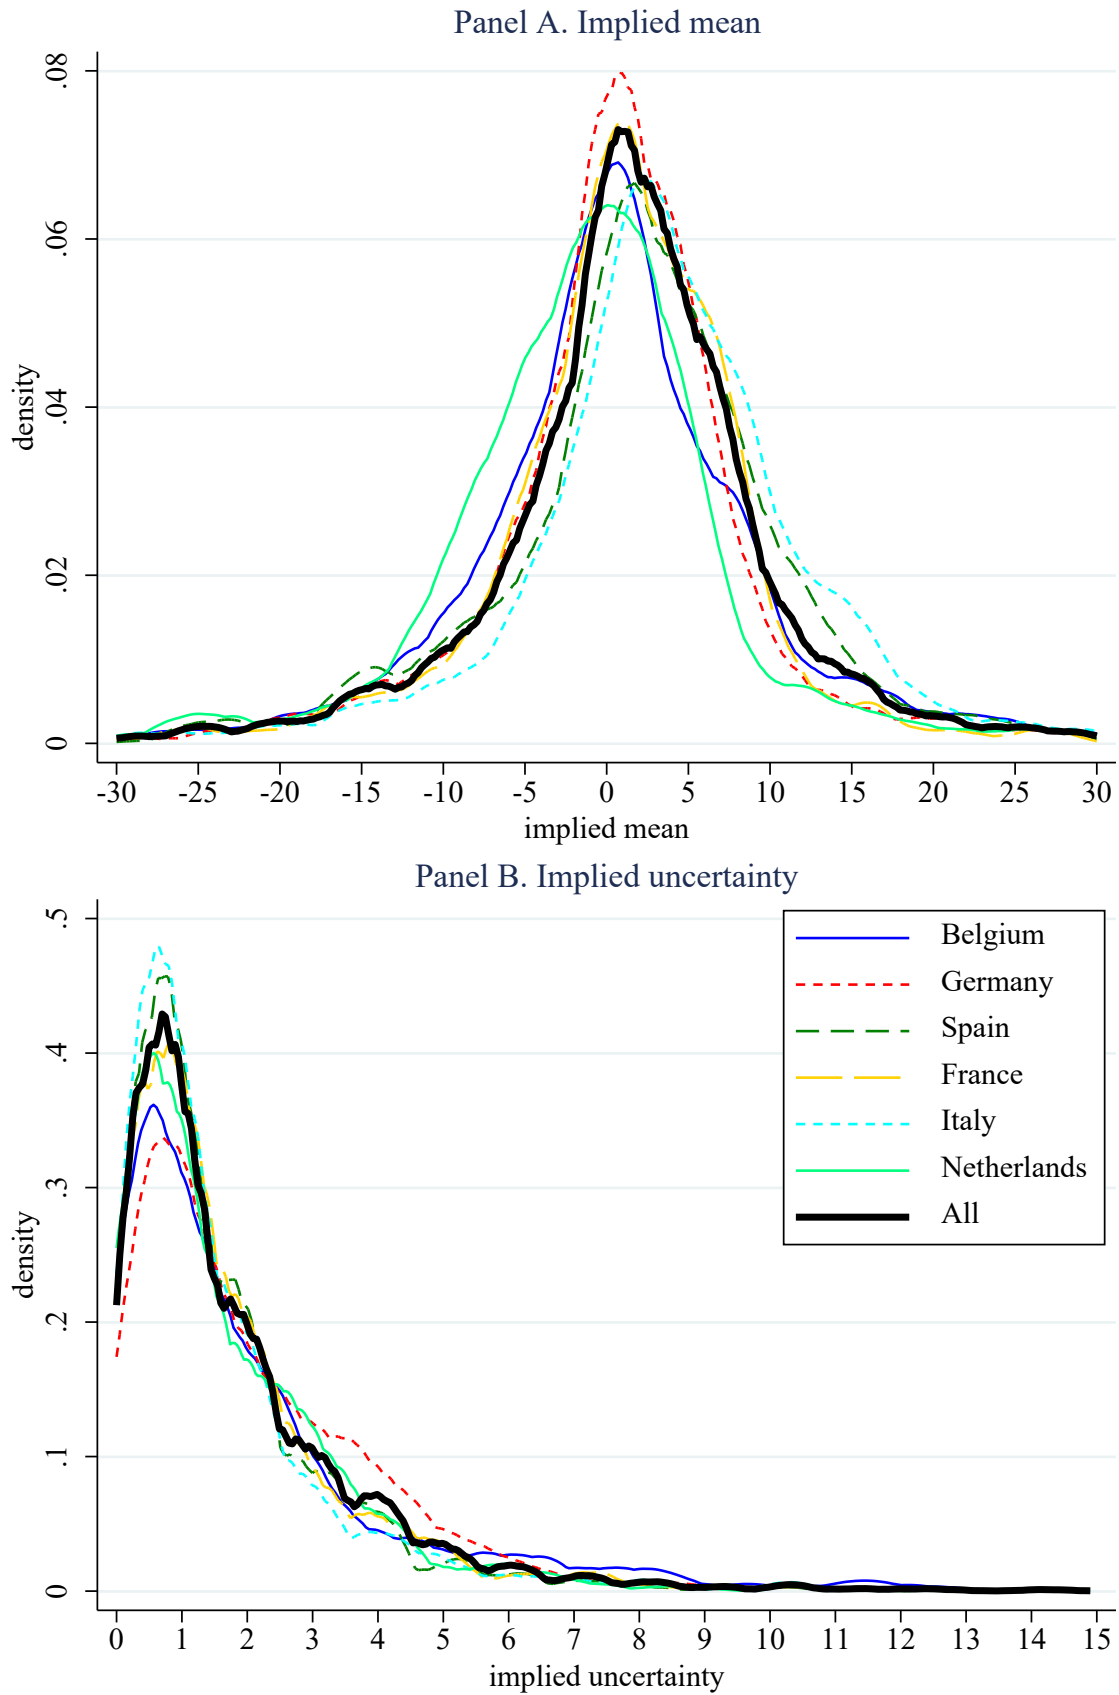 Panel A. Implied mean
density
.08
.06
.04
.02
0
-30 -25 -20 -15 -10 -5 0 5 10 15 20 25 30
implied mean
Panel B. Implied uncertainty
density
.5
.4
.3
.2
.1
0
Belgium
Germany
Spain
France
Italy
Netherlands
All
0 1 2 3 4 5 6 7 8 9 10 11 12 13 14 15
implied uncertainty